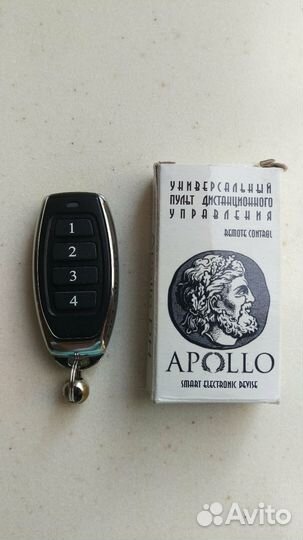 1
2
3
4
УНИВЕРСАЛЬНЫЙ
ПУЛЬТ ДИСТАНЦИОННОГО
УПРАВЛЕНИЯ
REMOTE CONTROL
APOLLO
SMART ELECTRONIC DEVISE
Avito